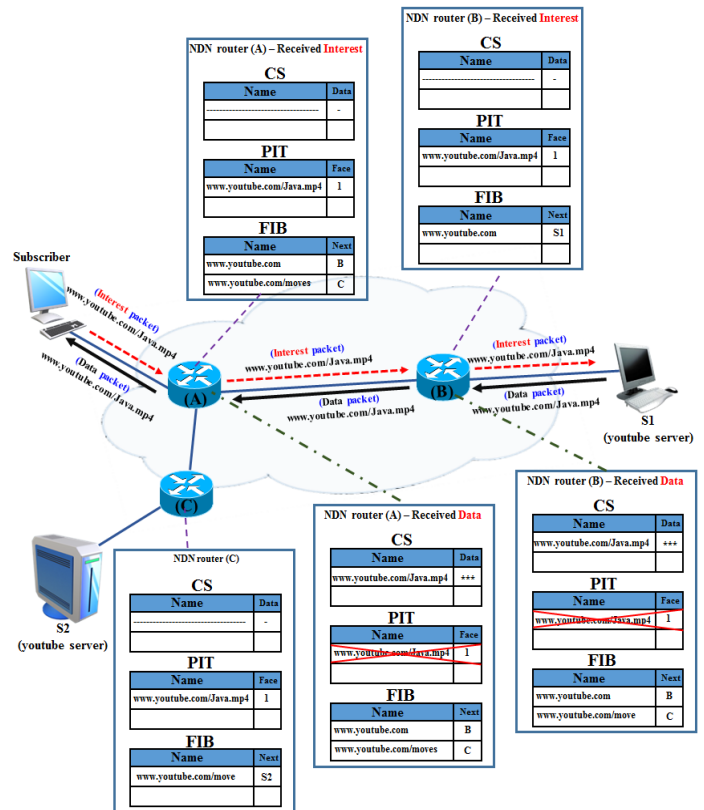 NDN router (A) – Received Interest
CS
Name Data
----------------------------------- -
PIT
Name Face
www.youtube.com/Java.mp4 1
FIB
Name Next
www.youtube.com B
www.youtube.com/moves C
NDN router (B) – Received Interest
CS
Name Data
----------------------------------- -
PIT
Name Face
www.youtube.com/Java.mp4 1
FIB
Name Next
www.youtube.com S1
Subscriber
(Interest packet)
www.youtube.com/Java.mp4
(Data packet)
www.youtube.com/Java.mp4
(A)
(Interest packet)
www.youtube.com/Java.mp4
(Data packet)
www.youtube.com/Java.mp4
(B)
(Interest packet)
www.youtube.com/Java.mp4
(Data packet)
www.youtube.com/Java.mp4
S1
(youtube server)
(C)
S2
(youtube server)
NDN router (C)
CS
Name Data
----------------------------------- -
PIT
Name Face
www.youtube.com/Java.mp4 1
FIB
Name Next
www.youtube.com/move S2
NDN router (A) – Received Data
CS
Name Data
www.youtube.com/Java.mp4 +++
PIT
Name Face
www.youtube.com/Java.mp4 1
FIB
Name Next
www.youtube.com B
www.youtube.com/moves C
NDN router (B) – Received Data
CS
Name Data
www.youtube.com/Java.mp4 +++
PIT
Name Face
www.youtube.com/Java.mp4 1
FIB
Name Next
www.youtube.com B
www.youtube.com/move C